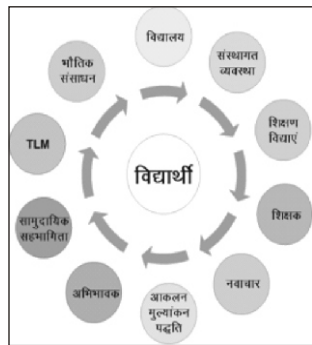 विद्यालय
संस्थागत
व्यवस्था
शिक्षण
विद्याएं
शिक्षक
नवाचार
आकलन
मुल्यांकन
पद्धति
अभिभावक
सामुदायिक
सहभागिता
TLM
भौतिक
संसाधन
विद्यार्थी